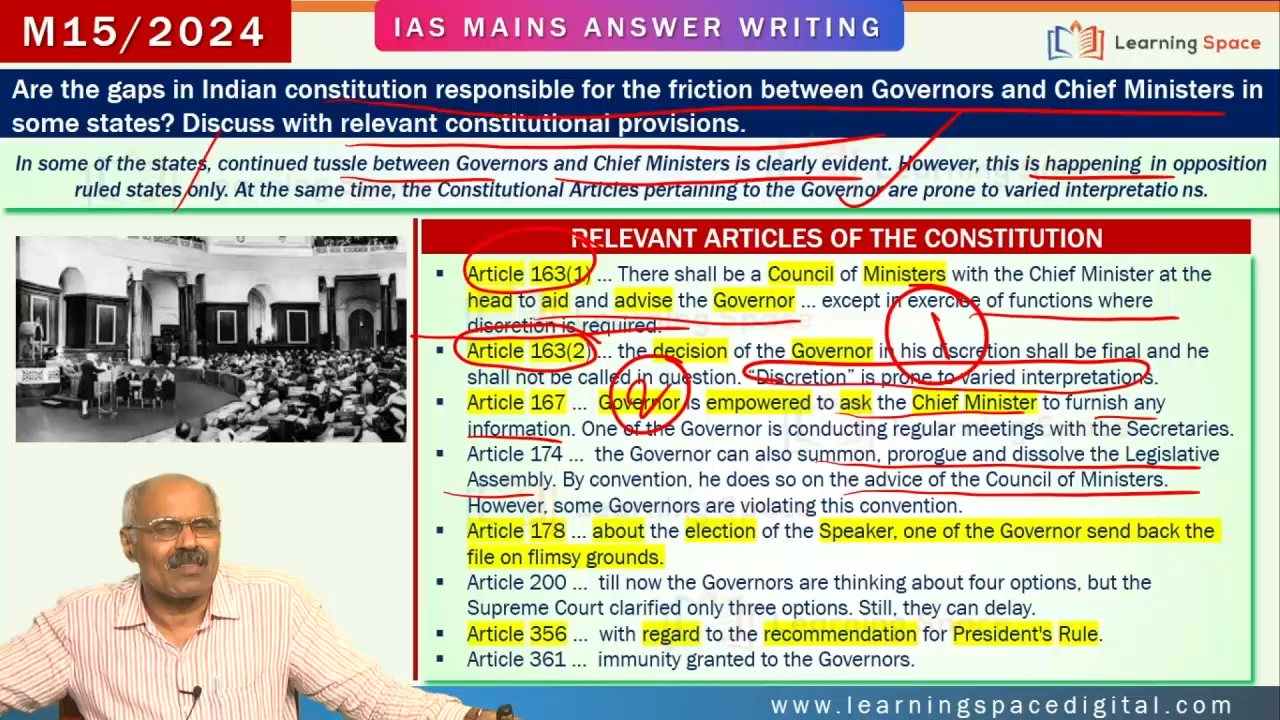 M15/2024
IAS MAINS ANSWER WRITING
Learning Space
Are the gaps in Indian constitution responsible for the friction between Governors and Chief Ministers in
some states? Discuss with relevant constitutional provisions.
In some of the states, continued tussle between Governors and Chief Ministers is clearly evident. However, this is happening in opposition
ruled states only. At the same time, the Constitutional Articles pertaining to the Governor are prone to varied interpretations.
RELEVANT ARTICLES OF THE CONSTITUTION
▪ Article 163(1) ... There shall be a Council of Ministers with the Chief Minister at the
head to aid and advise the Governor ... except in exercise of functions where
discretion is required.
1
▪ Article 163(2) ... the decision of the Governor in his discretion shall be final and he
shall not be called in question. “Discretion” is prone to varied interpretations.
2
▪ Article 167 ... Governor is empowered to ask the Chief Minister to furnish any
information. One of the Governor is conducting regular meetings with the Secretaries.
▪ Article 174 ... the Governor can also summon, prorogue and dissolve the Legislative
Assembly. By convention, he does so on the advice of the Council of Ministers.
However, some Governors are violating this convention.
▪ Article 178 ... about the election of the Speaker, one of the Governor send back the
file on flimsy grounds.
▪ Article 200 ... till now the Governors are thinking about four options, but the
Supreme Court clarified only three options. Still, they can delay.
▪ Article 356 ... with regard to the recommendation for President's Rule.
▪ Article 361 ... immunity granted to the Governors.
www.learningspacedigital.com